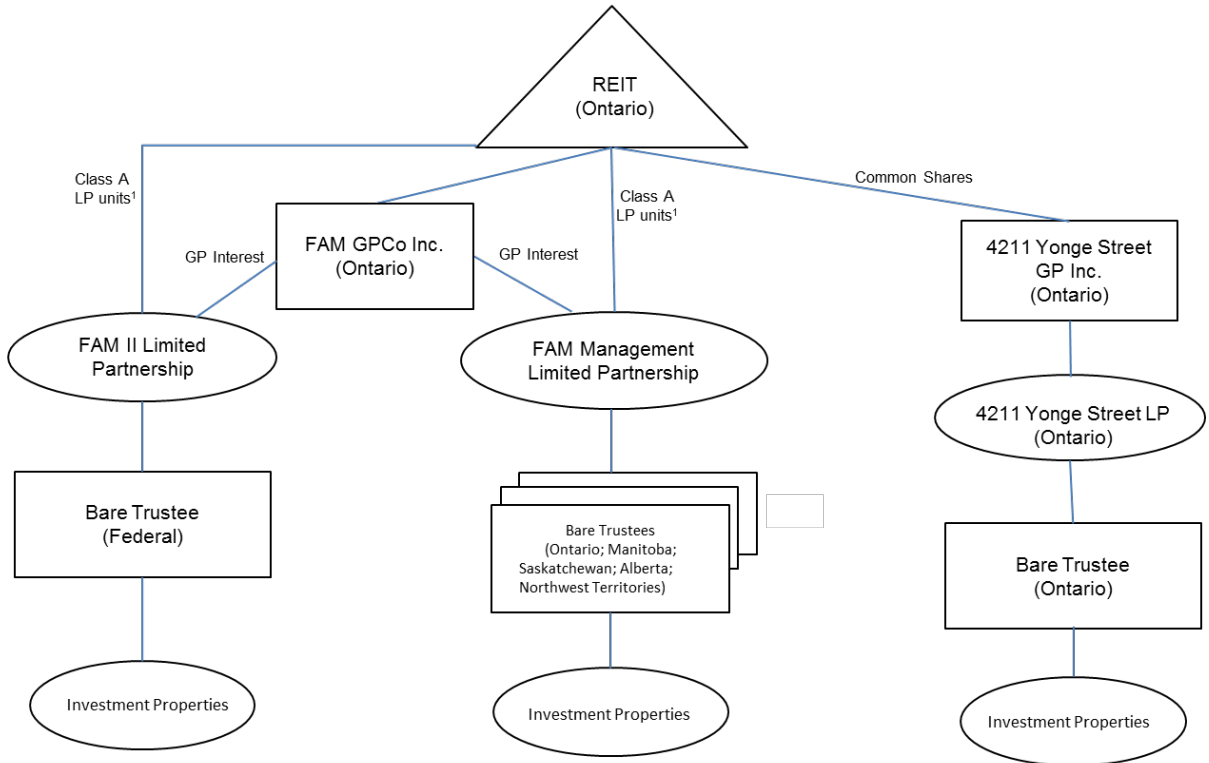 REIT
(Ontario)
Class A
LP units¹
Class A
LP units¹
Common Shares
GP Interest
FAM GPCo Inc.
(Ontario)
GP Interest
4211 Yonge Street
GP Inc.
(Ontario)
FAM II Limited
Partnership
FAM Management
Limited Partnership
4211 Yonge Street LP
(Ontario)
Bare Trustee
(Federal)
Bare Trustees
(Ontario; Manitoba;
Saskatchewan; Alberta;
Northwest Territories)
Bare Trustee
(Ontario)
Investment Properties
Investment Properties
Investment Properties